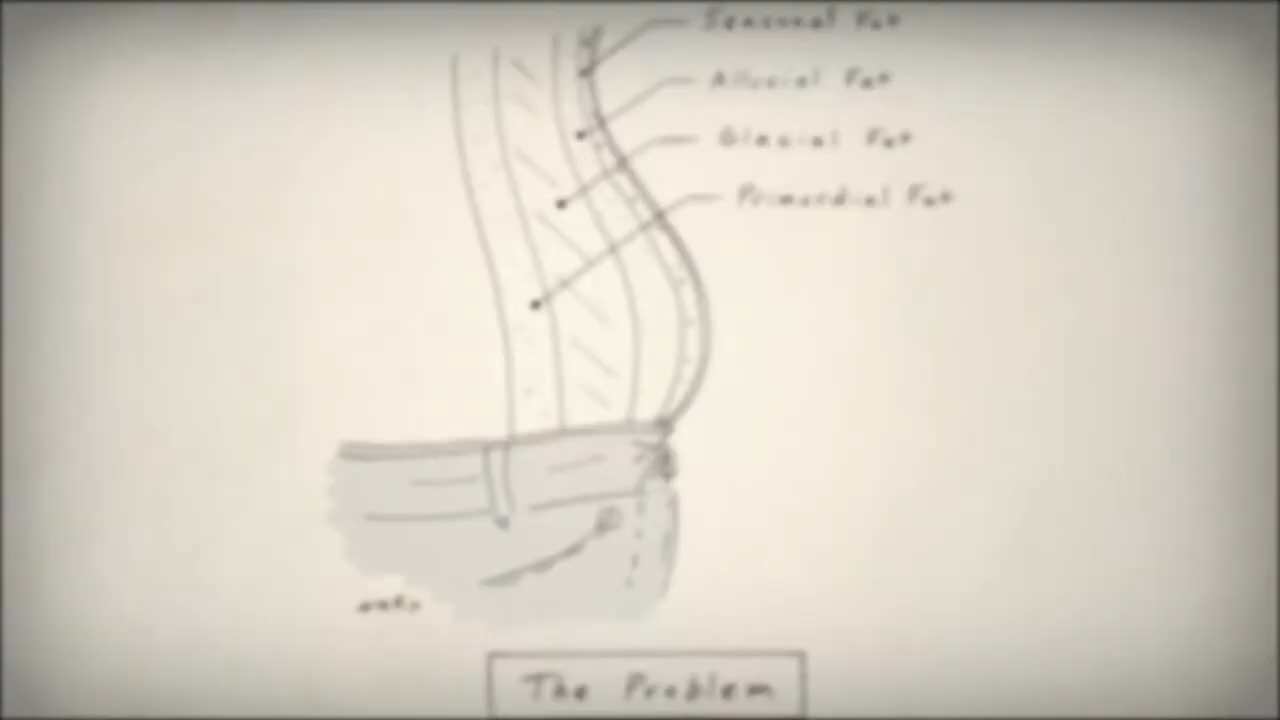 Seasonal Fat
Alluvial Fat
Glacial Fat
Primordial Fat
The Problem